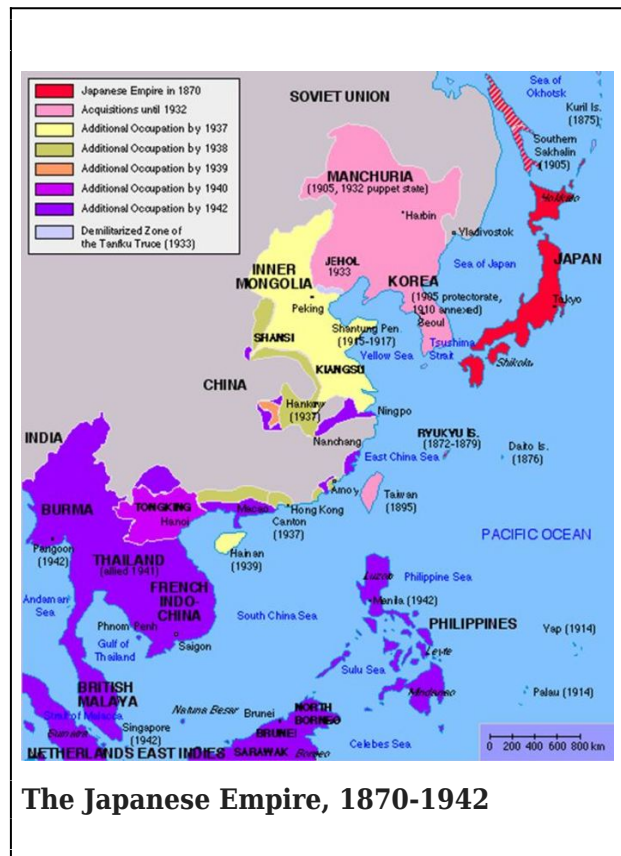 Japanese Empire in 1870
Acquisitions until 1932
Additional Occupation by 1937
Additional Occupation by 1938
Additional Occupation by 1939
Additional Occupation by 1940
Additional Occupation by 1942
Demilitarized Zone of
the Tanfku Truce (1933)
SOVIET UNION
Sea of
Okhotsk
Kuril Is.
(1875)
Southern
Sakhalin
(1905)
MANCHURIA
(1905, 1932 puppet state)
Harbin
Hokkaido
Vladivostok
JEHOL
1933
Sea of Japan
JAPAN
INNER
MONGOLIA
KOREA
(1905 protectorate,
1910 annexed)
Tokyo
Peking
Seoul
Shantung Pen.
(1915-1917)
Tsushima
Strait
SHANSI
Yellow Sea
Shikoku
KIANGSU
CHINA
Hankow
(1937)
Ningpo
Nanchang
RYUKYU IS.
(1872-1879)
Daito Is.
(1876)
INDIA
East China Sea
BURMA
TONGKING
Hanoi
Macao
Amoy
Hong Kong
Canton
(1937)
Taiwan
(1895)
PACIFIC OCEAN
Rangoon
(1942)
THAILAND
(allied 1941)
Hainan
(1939)
FRENCH
INDO-
CHINA
Luzon
Philippine Sea
Andaman
Sea
South China Sea
Manila (1942)
PHILIPPINES
Phnom Penh
Gulf of
Thailand
Saigon
Yap (1914)
Leyte
Sulu Sea
Mindanao
BRITISH
MALAYA
Palau (1914)
Strait of Malacca
Natuna Besar
Brunei
NORTH
BORNEO
Sumatra
Singapore
(1942)
BRUNEI
Celebes Sea
0 200 400 600 800 km
NETHERLANDS EAST INDIES
SARAWAK
Borneo
The Japanese Empire, 1870-1942